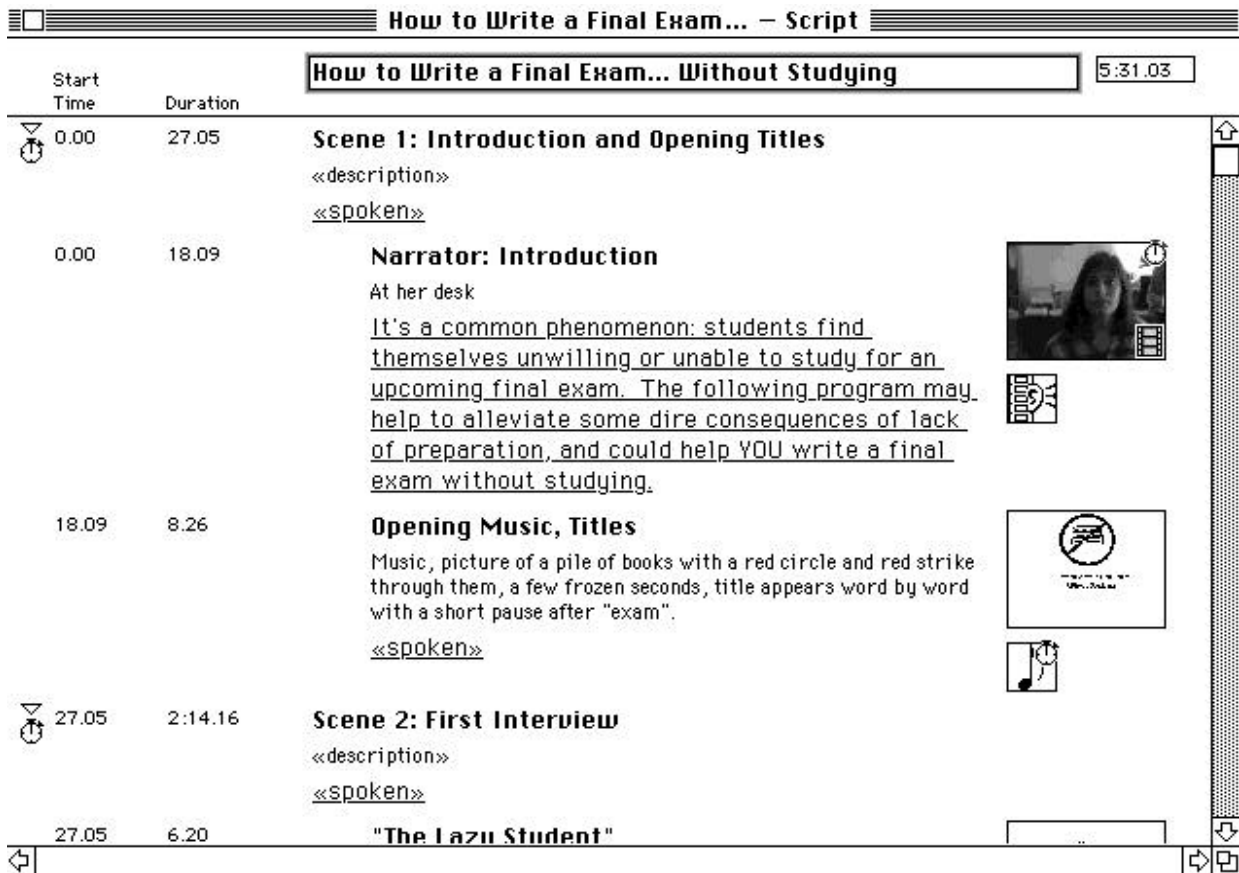 How to Write a Final Exam... – Script
How to Write a Final Exam... Without Studying
5:31.03
Start
Time
Duration
0.00 27.05 Scene 1: Introduction and Opening Titles
«description»
«spoken»
0.00 18.09 Narrator: Introduction
At her desk
It's a common phenomenon: students find
themselves unwilling or unable to study for an
upcoming final exam. The following program may
help to alleviate some dire consequences of lack
of preparation, and could help YOU write a final
exam without studying.
18.09 8.26 Opening Music, Titles
Music, picture of a pile of books with a red circle and red strike
through them, a few frozen seconds, title appears word by word
with a short pause after "exam".
«spoken»
27.05 2:14.16 Scene 2: First Interview
«description»
«spoken»
27.05 6.20 "The Lazy Student"